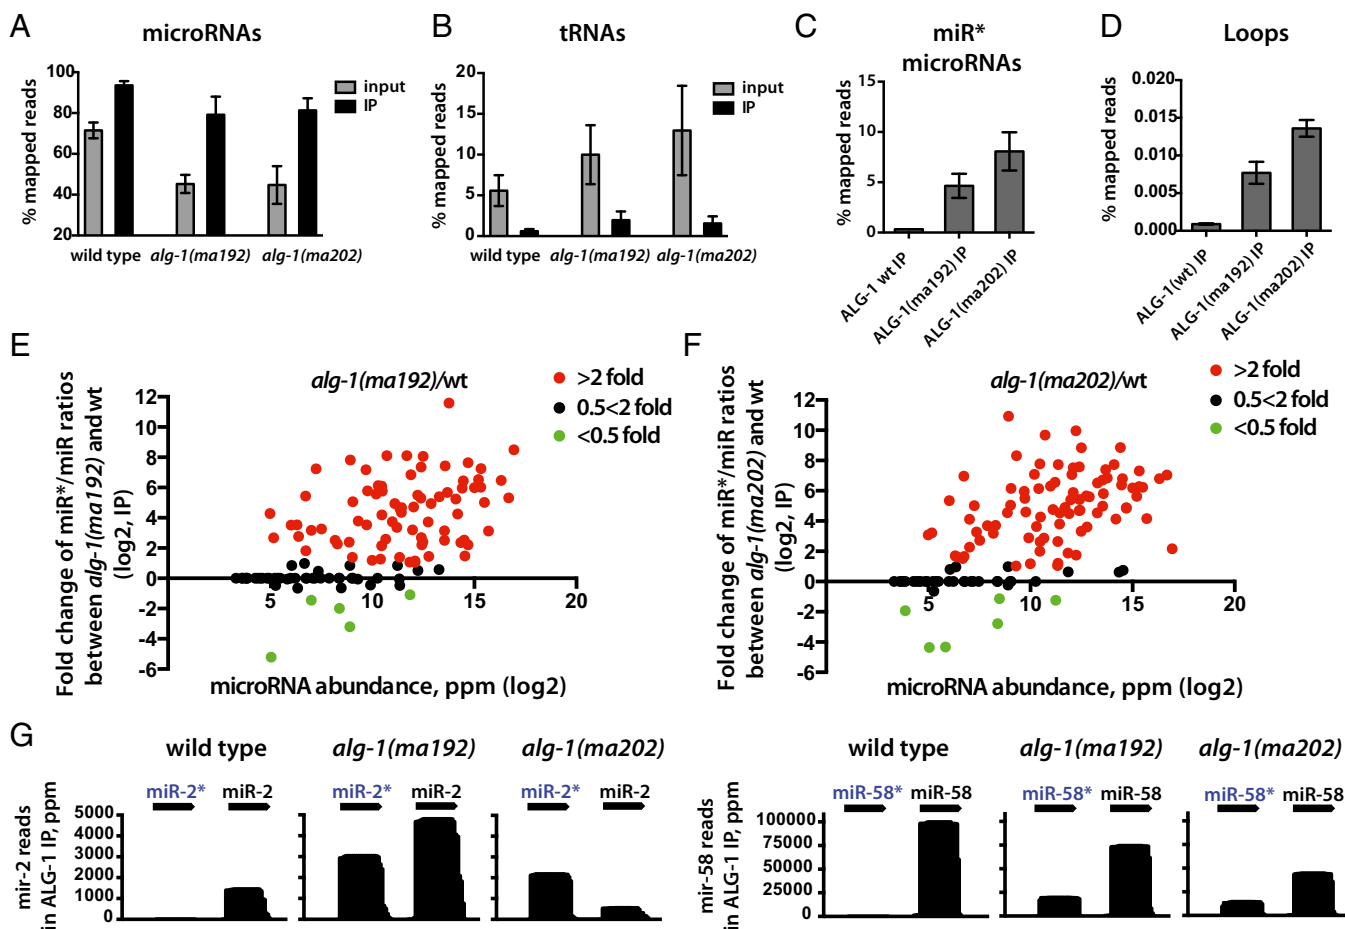 A
microRNAs
% mapped reads
100
80
60
40
20
input
IP
wild type
alg-1(ma192)
alg-1(ma202)
B
tRNAs
% mapped reads
20
15
10
5
0
input
IP
wild type
alg-1(ma192)
alg-1(ma202)
C
miR*
microRNAs
% mapped reads
15
10
5
0
ALG-1 wt IP
ALG-1(ma192) IP
ALG-1(ma202) IP
D
Loops
% mapped reads
0.020
0.015
0.010
0.005
0.000
ALG-1(wt) IP
ALG-1(ma192) IP
ALG-1(ma202) IP
E
alg-1(ma192)/wt
>2 fold
0.5<2 fold
<0.5 fold
Fold change of miR*/miR ratios
between alg-1(ma192) and wt
(log2, IP)
12
10
8
6
4
2
0
-2
-4
-6
5
10
15
20
microRNA abundance, ppm (log2)
F
alg-1(ma202)/wt
>2 fold
0.5<2 fold
<0.5 fold
Fold change of miR*/miR ratios
between alg-1(ma202) and wt
(log2, IP)
12
10
8
6
4
2
0
-2
-4
-6
5
10
15
20
microRNA abundance, ppm (log2)
G
wild type
alg-1(ma192)
alg-1(ma202)
miR-2*
miR-2
miR-2*
miR-2
miR-2*
miR-2
mir-2 reads
in ALG-1 IP, ppm
5000
4000
3000
2000
1000
0
wild type
alg-1(ma192)
alg-1(ma202)
miR-58*
miR-58
miR-58*
miR-58
miR-58*
miR-58
mir-58 reads
in ALG-1 IP, ppm
100000
75000
50000
25000
0